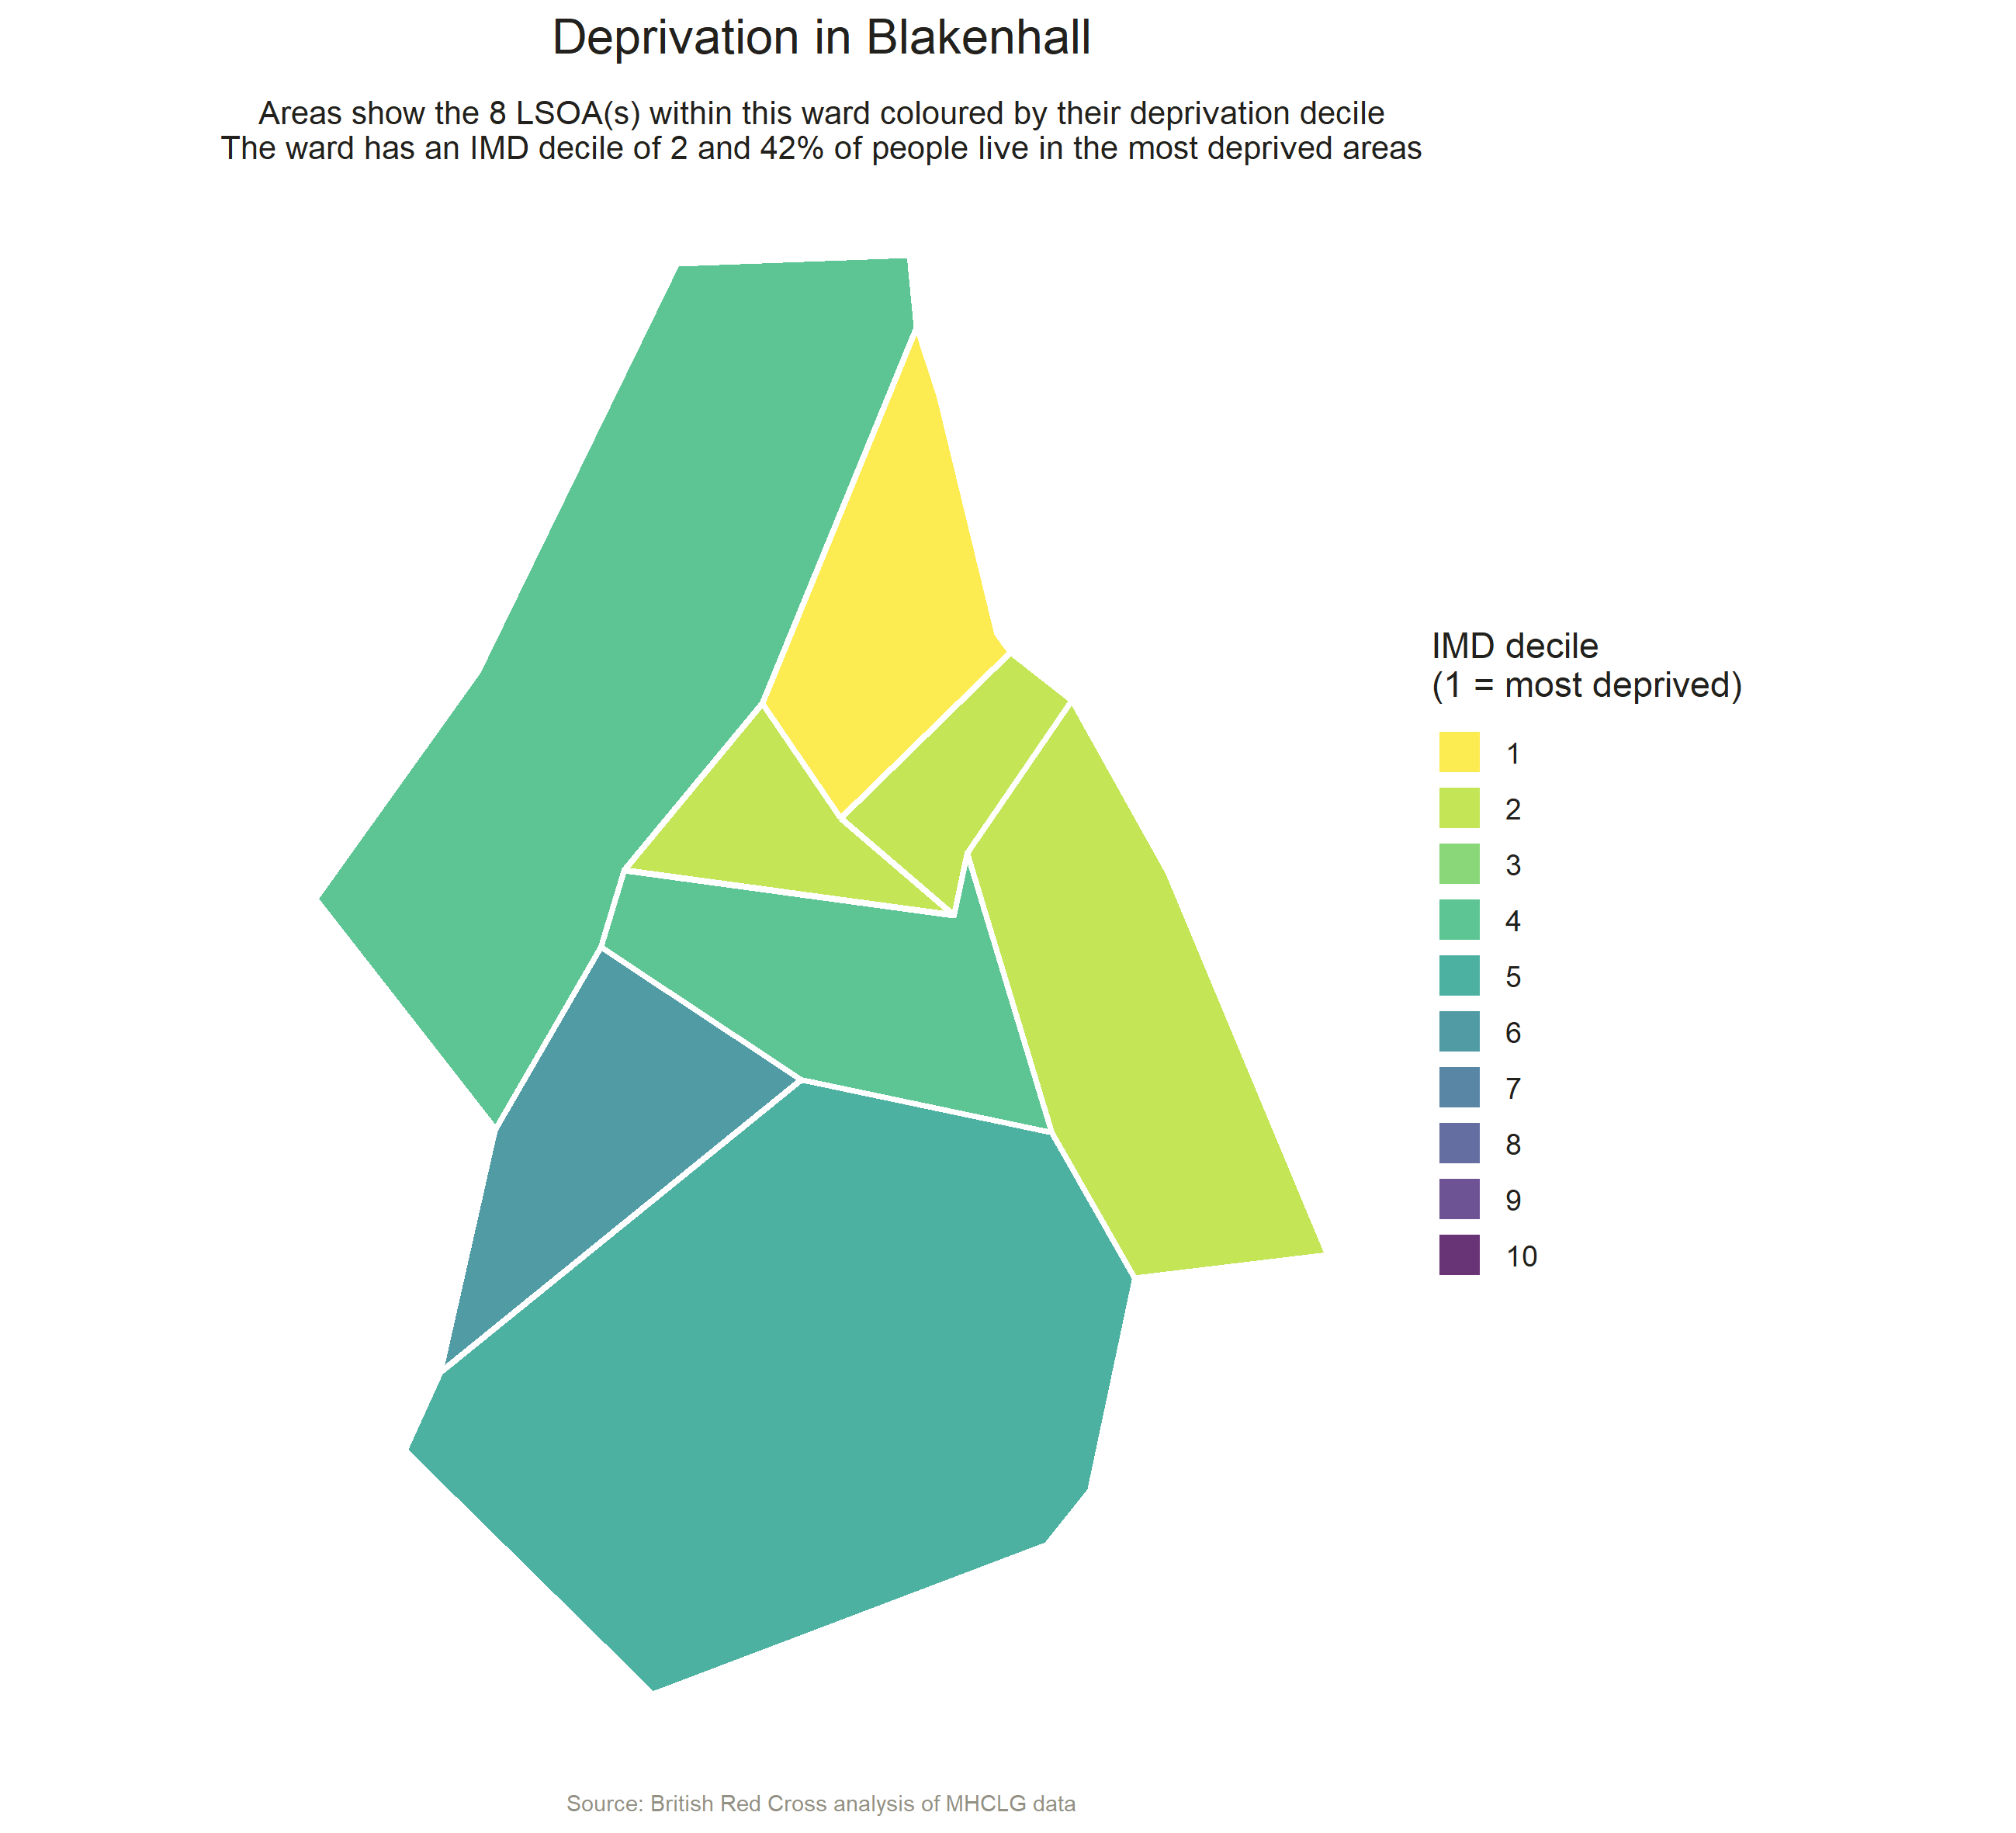 Deprivation in Blakenhall
Areas show the 8 LSOA(s) within this ward coloured by their deprivation decile
The ward has an IMD decile of 2 and 42% of people live in the most deprived areas
IMD decile
(1 = most deprived)
1
2
3
4
5
6
7
8
9
10
Source: British Red Cross analysis of MHCLG data